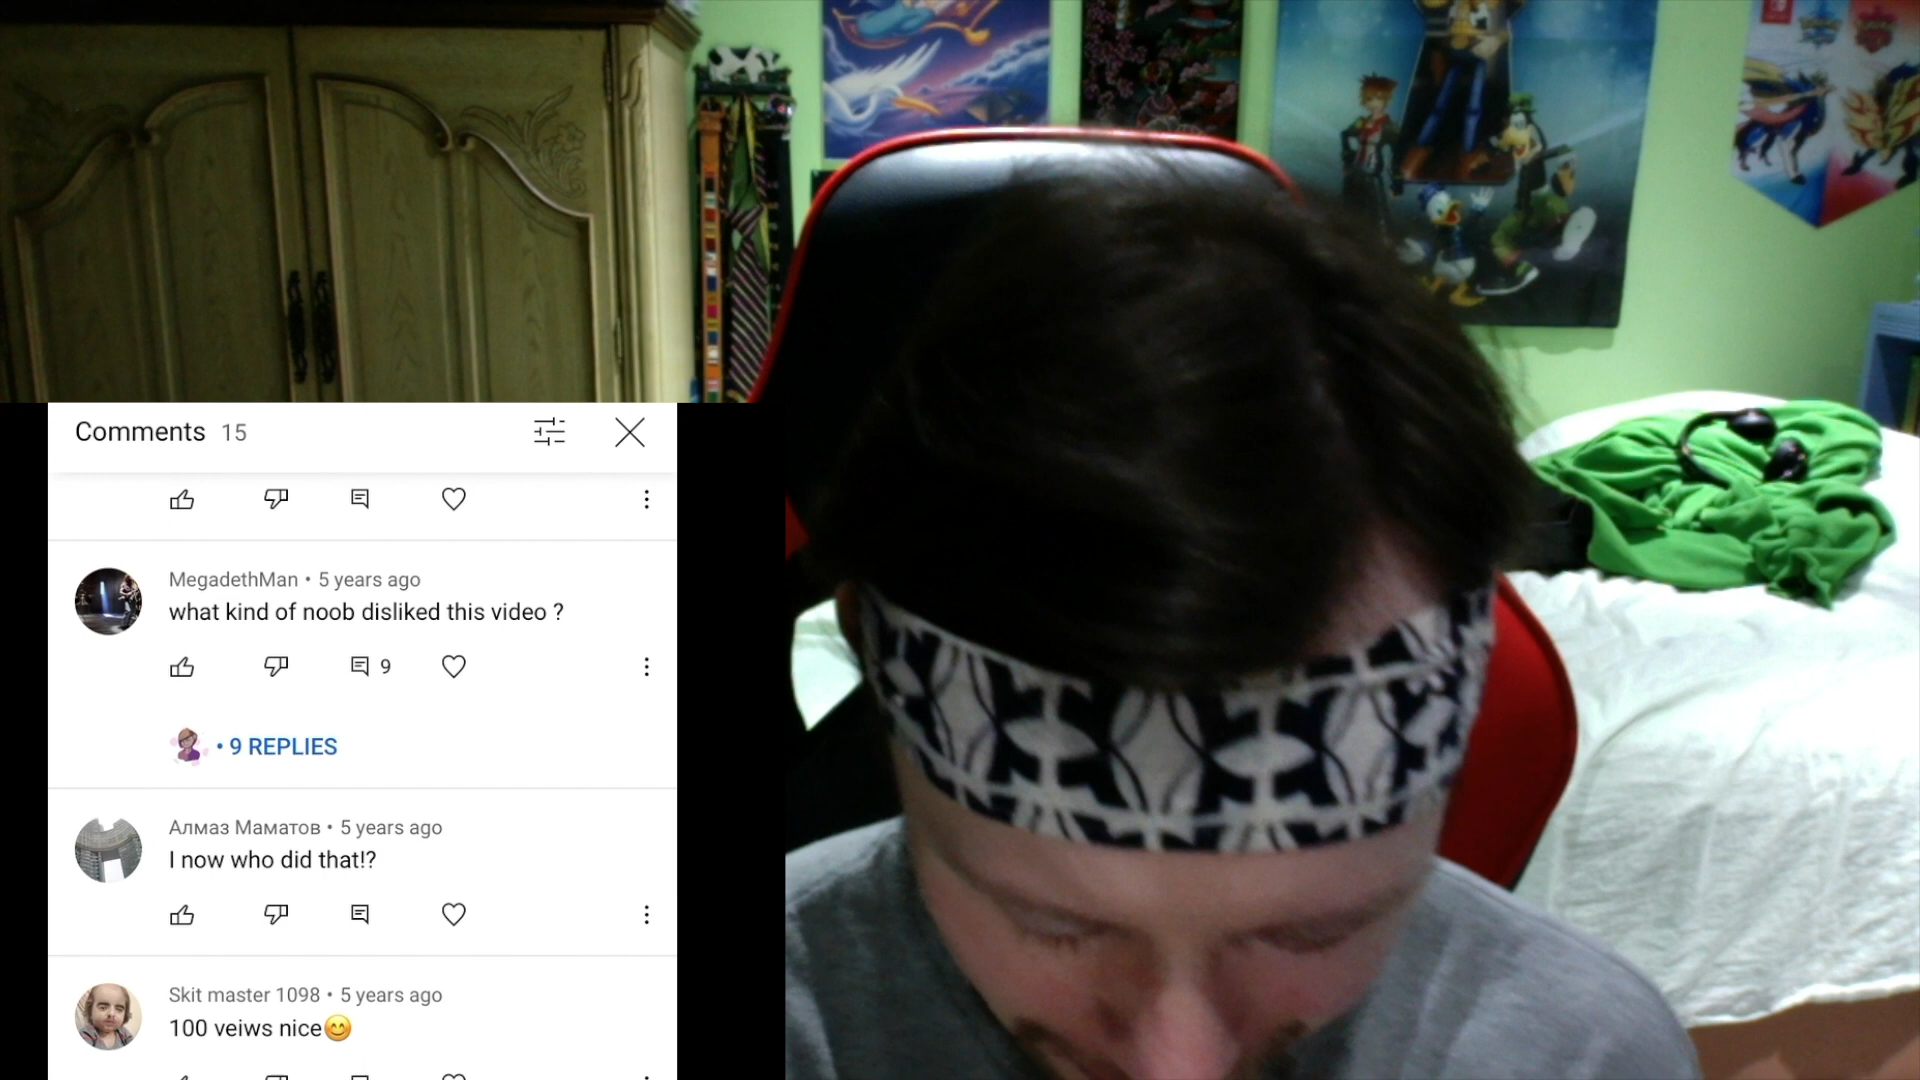 Comments 15
MegadethMan • 5 years ago
what kind of noob disliked this video ?
9
• 9 REPLIES
Алмаз Маматов • 5 years ago
I now who did that!?
Skit master 1098 • 5 years ago
100 veiws nice😊